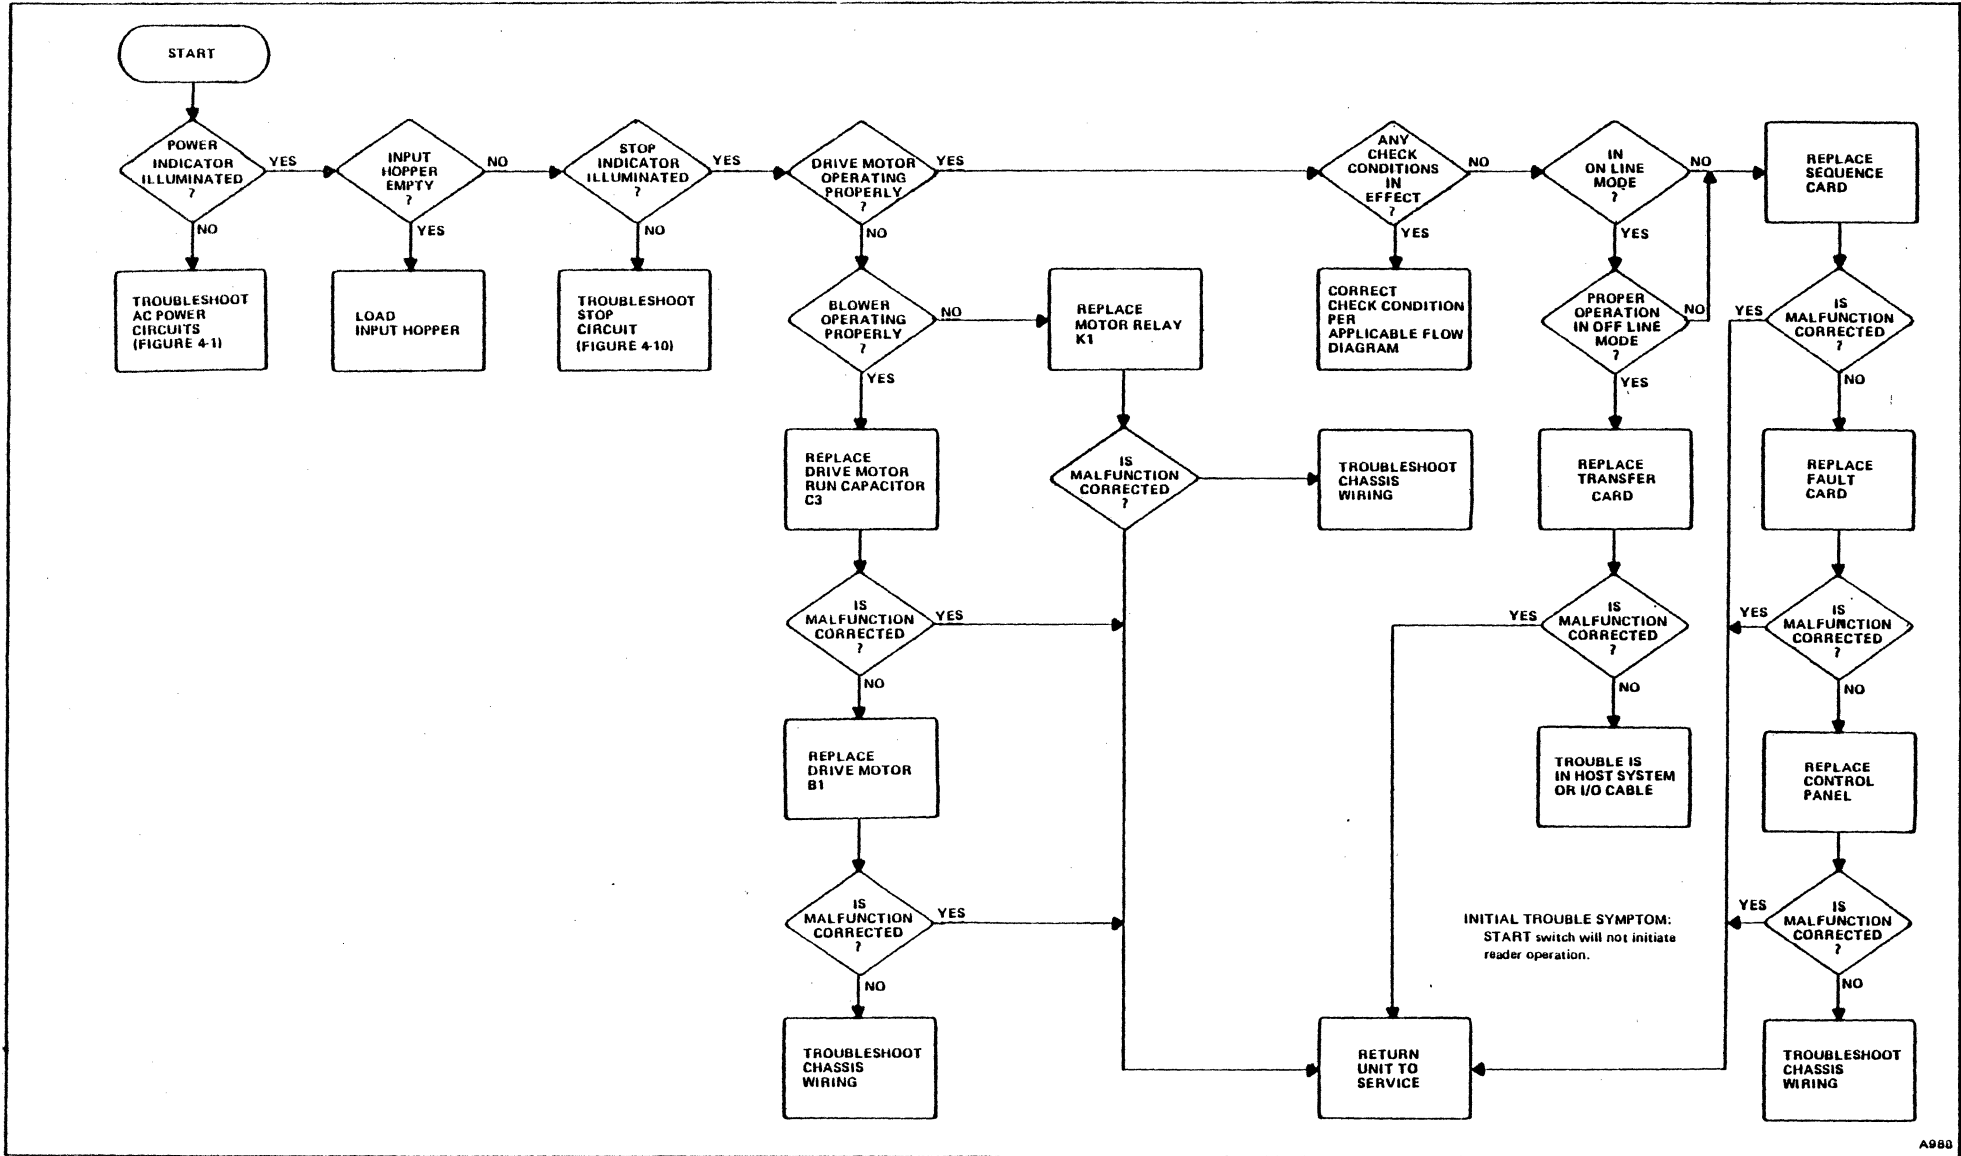 START
POWER
INDICATOR
ILLUMINATED
?
YES
NO
TROUBLESHOOT
AC POWER
CIRCUITS
(FIGURE 4-1)
INPUT
HOPPER
EMPTY
?
NO
YES
LOAD
INPUT HOPPER
STOP
INDICATOR
ILLUMINATED
?
YES
NO
TROUBLESHOOT
STOP
CIRCUIT
(FIGURE 4-10)
DRIVE MOTOR
OPERATING
PROPERLY
?
YES
NO
BLOWER
OPERATING
PROPERLY
?
NO
YES
REPLACE
DRIVE MOTOR
RUN CAPACITOR
C3
IS
MALFUNCTION
CORRECTED
?
YES
NO
REPLACE
DRIVE MOTOR
B1
IS
MALFUNCTION
CORRECTED
?
YES
NO
TROUBLESHOOT
CHASSIS
WIRING
REPLACE
MOTOR RELAY
K1
IS
MALFUNCTION
CORRECTED
?
TROUBLESHOOT
CHASSIS
WIRING
ANY
CHECK
CONDITIONS
IN
EFFECT
?
NO
YES
CORRECT
CHECK CONDITION
PER
APPLICABLE FLOW
DIAGRAM
IN
ON LINE
MODE
?
NO
YES
PROPER
OPERATION
IN OFF LINE
MODE
?
NO
YES
REPLACE
TRANSFER
CARD
IS
MALFUNCTION
CORRECTED
?
YES
NO
TROUBLE IS
IN HOST SYSTEM
OR I/O CABLE
REPLACE
SEQUENCE
CARD
IS
MALFUNCTION
CORRECTED
?
YES
NO
REPLACE
FAULT
CARD
IS
MALFUNCTION
CORRECTED
?
YES
NO
REPLACE
CONTROL
PANEL
IS
MALFUNCTION
CORRECTED
?
YES
NO
TROUBLESHOOT
CHASSIS
WIRING
RETURN
UNIT TO
SERVICE
INITIAL TROUBLE SYMPTOM:
START switch will not initiate
reader operation.
A988